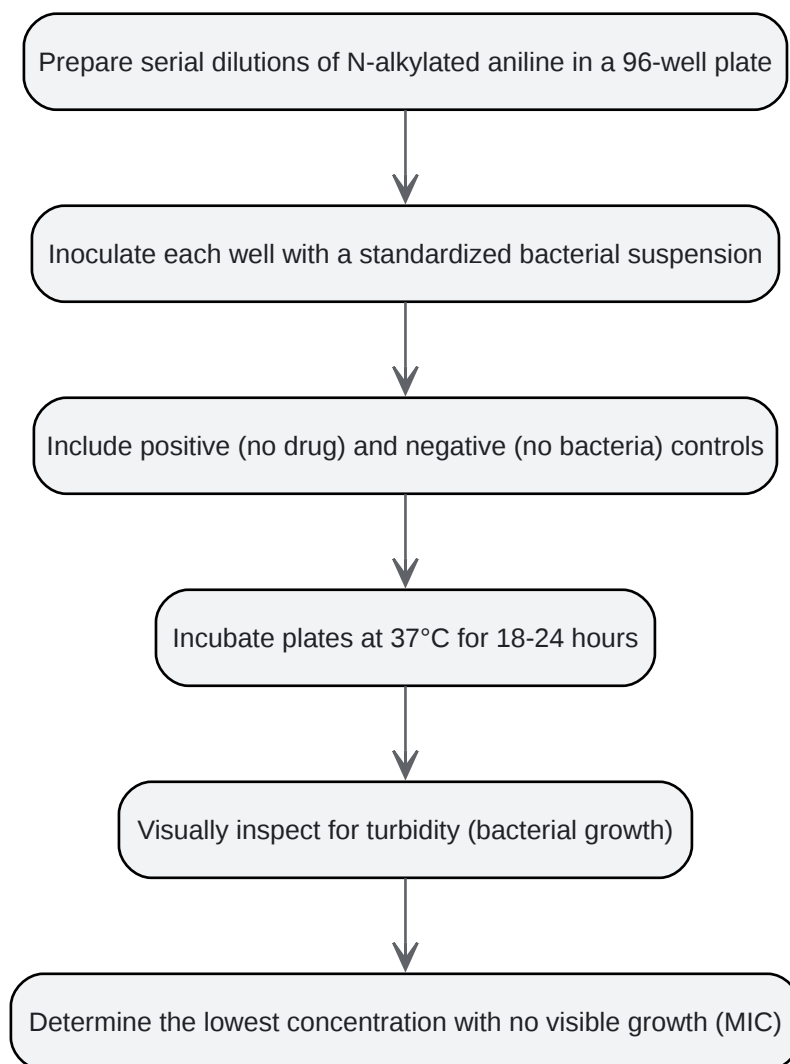 Prepare serial dilutions of N-alkylated aniline in a 96-well plate
Inoculate each well with a standardized bacterial suspension
Include positive (no drug) and negative (no bacteria) controls
Incubate plates at 37°C for 18-24 hours
Visually inspect for turbidity (bacterial growth)
Determine the lowest concentration with no visible growth (MIC)